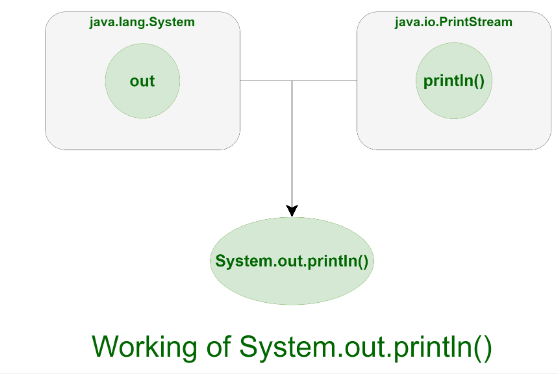 java.lang.System
java.io.PrintStream
out
println()
System.out.println()
Working of System.out.println()